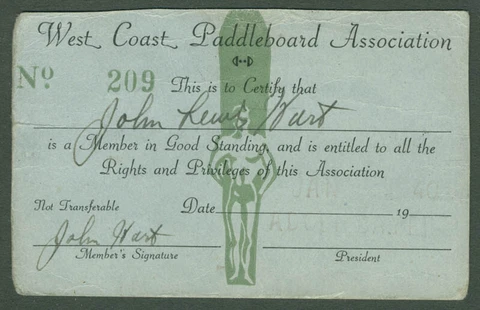 West Coast Paddleboard Association
No 209 This is to Certify that
John Lewis Hart
is a Member in Good Standing, and is entitled to all the
Rights and Privileges of this Association
JAN 40
Not Transferable Date 19
John Hart
Member's Signature President